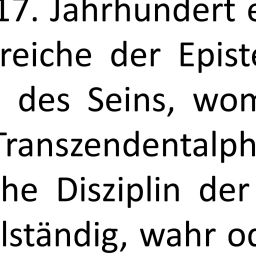 17. Jahrhundert e
reiche der Episte
des Seins, wom
Transzendentalph
he Disziplin der
lständig, wahr od